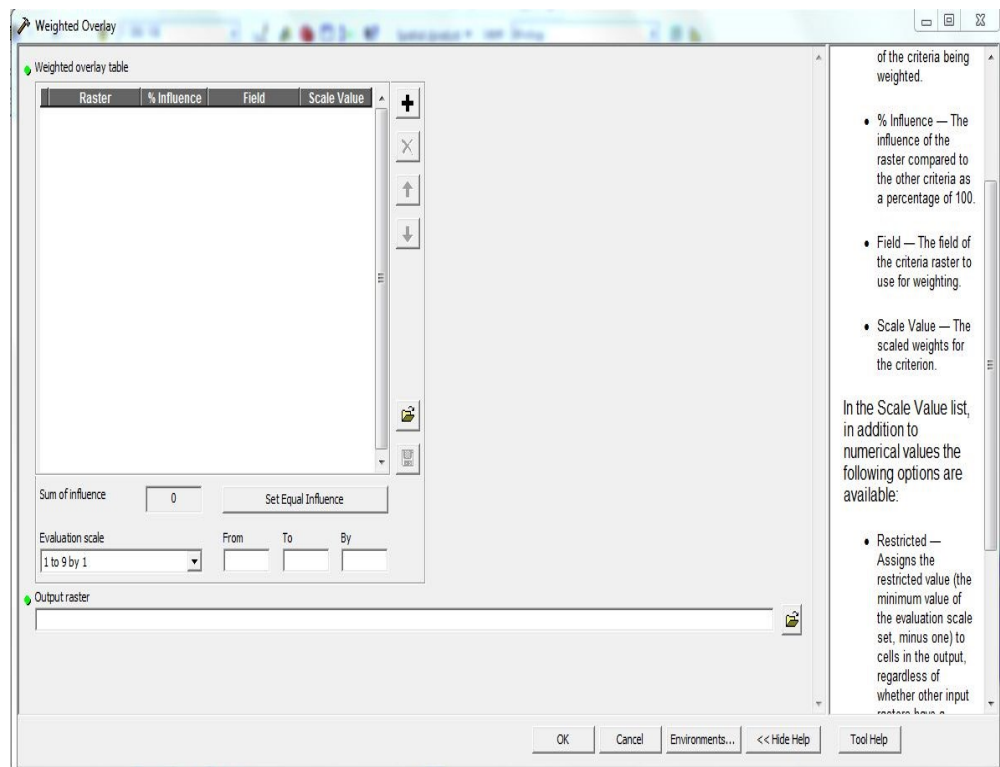 Weighted Overlay
Weighted overlay table
Raster % Influence Field Scale Value
Sum of influence 0 Set Equal Influence
Evaluation scale From To By
1 to 9 by 1
Output raster
of the criteria being
weighted.
• % Influence — The
influence of the
raster compared to
the other criteria as
a percentage of 100.
• Field — The field of
the criteria raster to
use for weighting.
• Scale Value — The
scaled weights for
the criterion.
In the Scale Value list,
in addition to
numerical values the
following options are
available:
• Restricted —
Assigns the
restricted value (the
minimum value of
the evaluation scale
set, minus one) to
cells in the output,
regardless of
whether other input
OK Cancel Environments... << Hide Help Tool Help